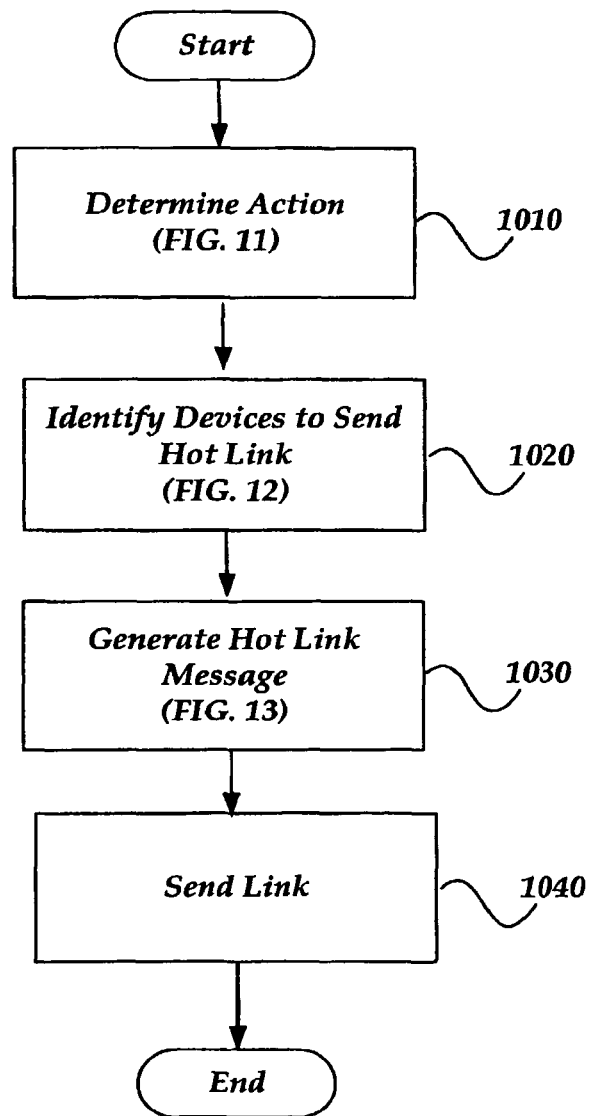 Start
Determine Action
(FIG. 11)
1010
Identify Devices to Send
Hot Link
(FIG. 12)
1020
Generate Hot Link
Message
(FIG. 13)
1030
Send Link
1040
End